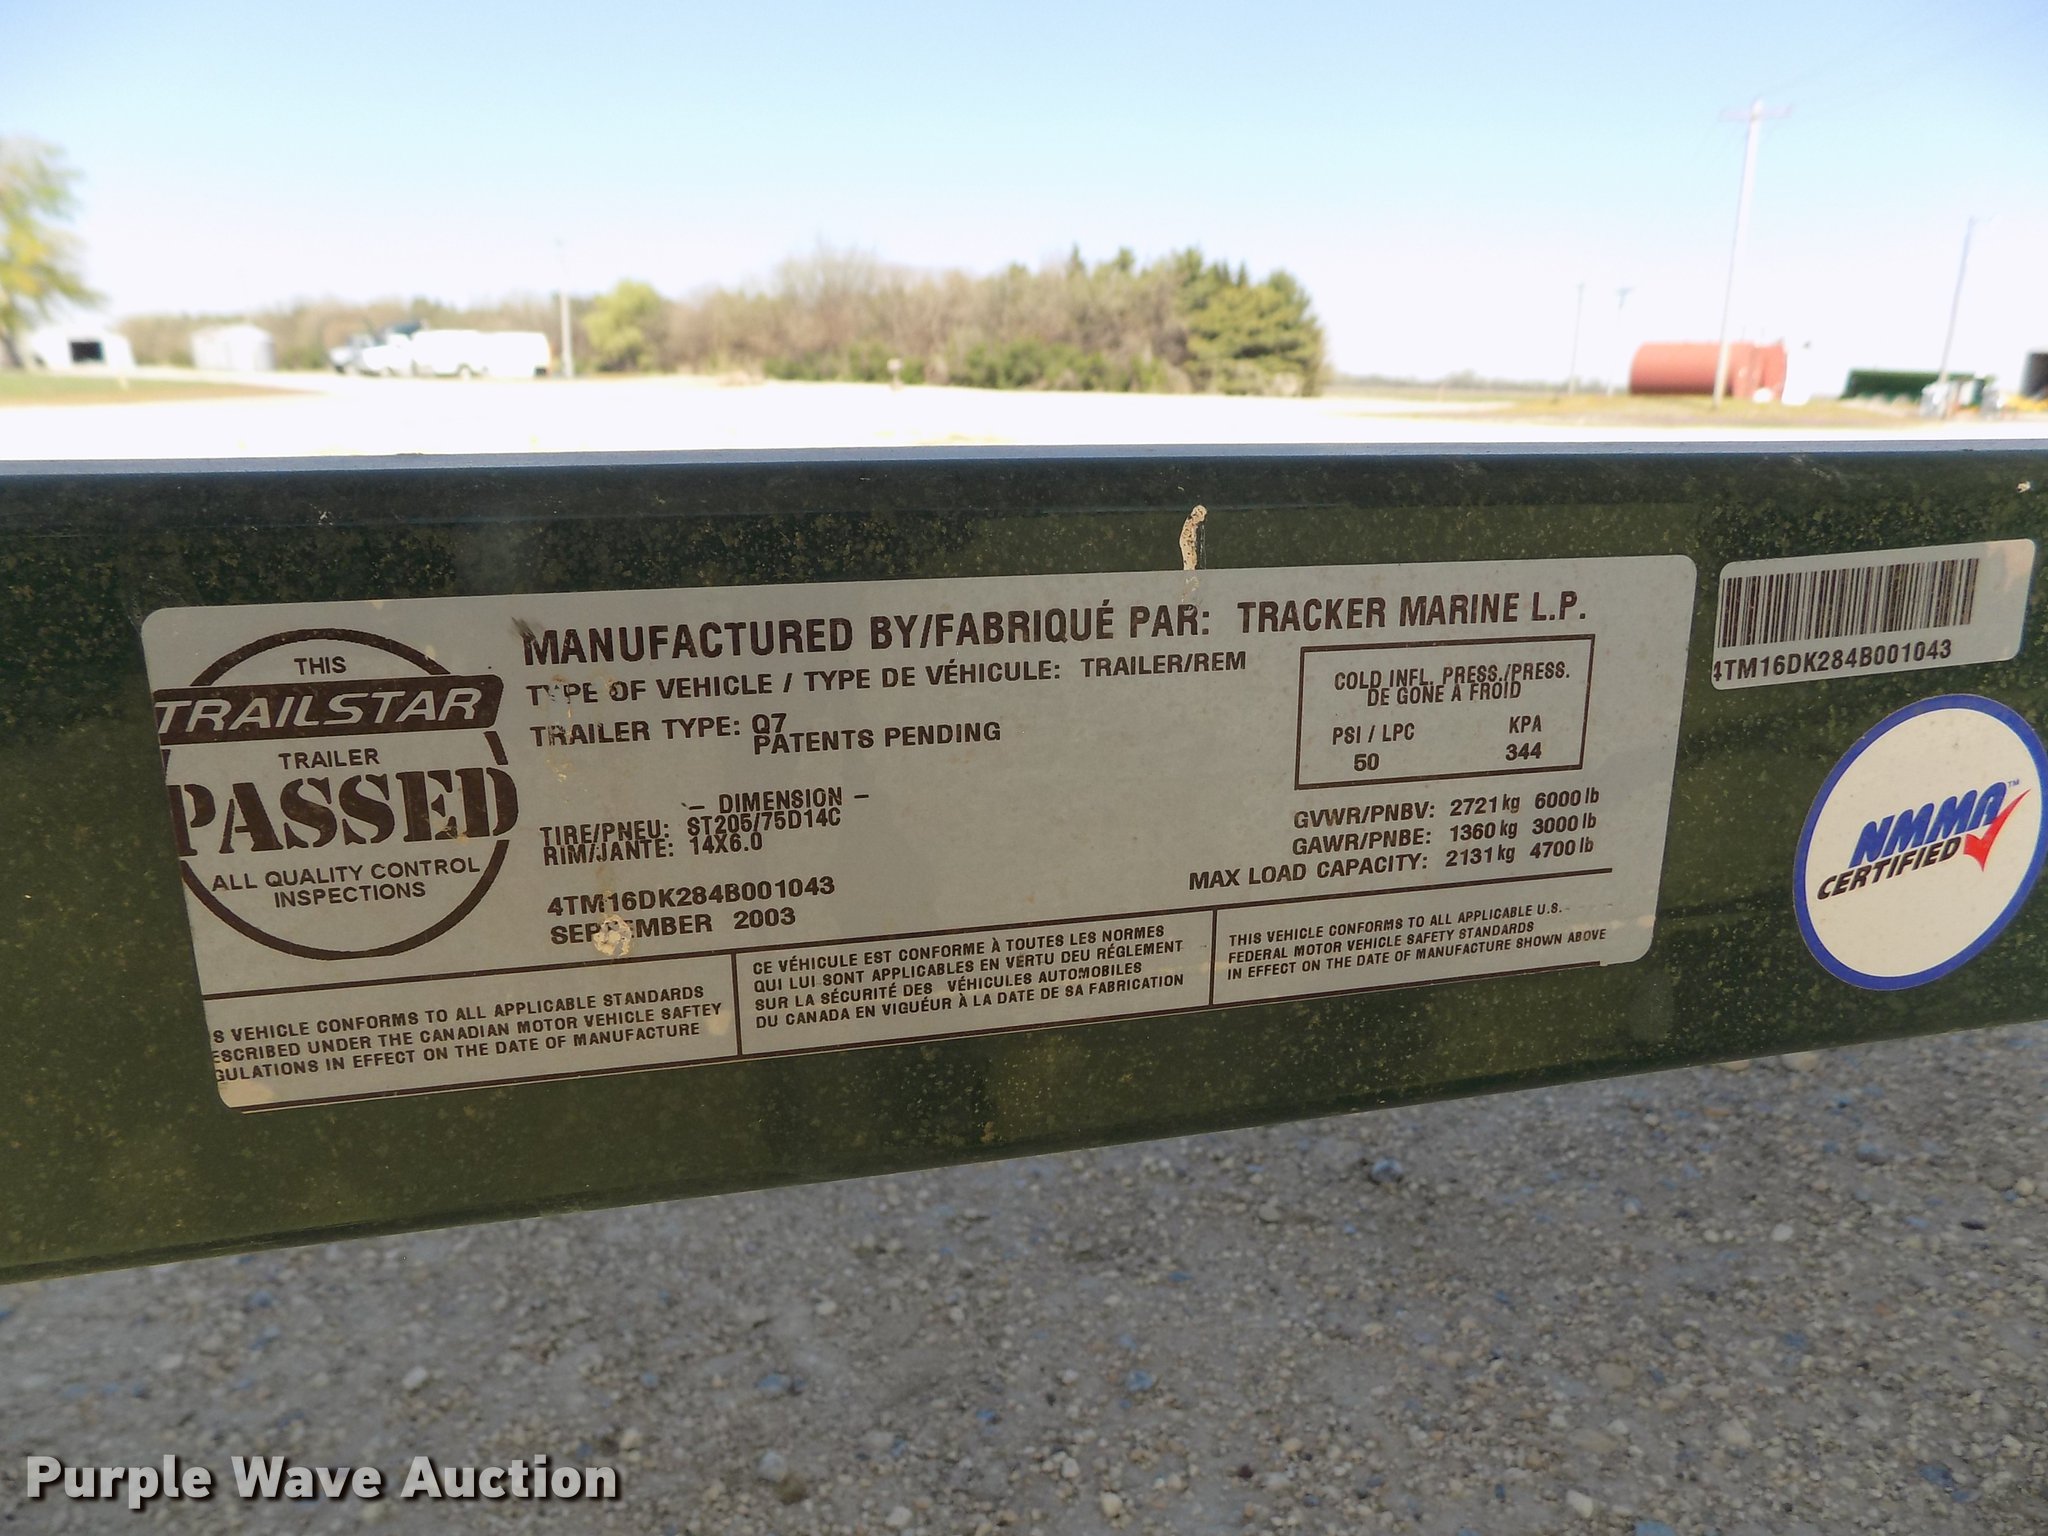 THIS
TRAILSTAR
TRAILER
PASSED
ALL QUALITY CONTROL
INSPECTIONS
MANUFACTURED BY/FABRIQUÉ PAR: TRACKER MARINE L.P.
TYPE OF VEHICLE / TYPE DE VÉHICULE: TRAILER/REM
TRAILER TYPE: Q7
PATENTS PENDING
COLD INFL. PRESS./PRESS.
DE GONE À FROID
PSI / LPC KPA
50 344
– DIMENSION –
TIRE/PNEU: ST205/75D14C
RIM/JANTE: 14X6.0
GVWR/PNBV: 2721 kg 6000 lb
GAWR/PNBE: 1360 kg 3000 lb
MAX LOAD CAPACITY: 2131 kg 4700 lb
4TM16DK284B001043
SEPTEMBER 2003
S VEHICLE CONFORMS TO ALL APPLICABLE STANDARDS
ESCRIBED UNDER THE CANADIAN MOTOR VEHICLE SAFTEY
GULATIONS IN EFFECT ON THE DATE OF MANUFACTURE
CE VÉHICULE EST CONFORME À TOUTES LES NORMES
QUI LUI SONT APPLICABLES EN VERTU DEU RÉGLEMENT
SUR LA SÉCURITÉ DES VÉHICULES AUTOMOBILES
DU CANADA EN VIGUÉUR À LA DATE DE SA FABRICATION
THIS VEHICLE CONFORMS TO ALL APPLICABLE U.S.
FEDERAL MOTOR VEHICLE SAFETY STANDARDS
IN EFFECT ON THE DATE OF MANUFACTURE SHOWN ABOVE
4TM16DK284B001043
NMMA™
CERTIFIED
Purple Wave Auction